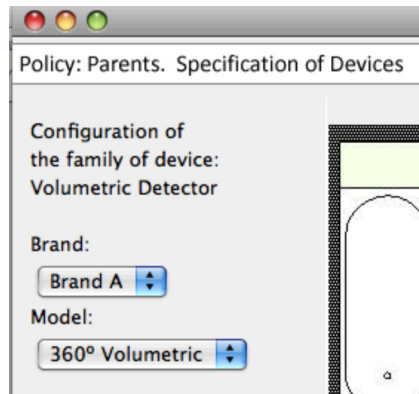 Policy: Parents. Specification of Devices
Configuration of
the family of device:
Volumetric Detector
Brand:
Brand A
Model:
360º Volumetric